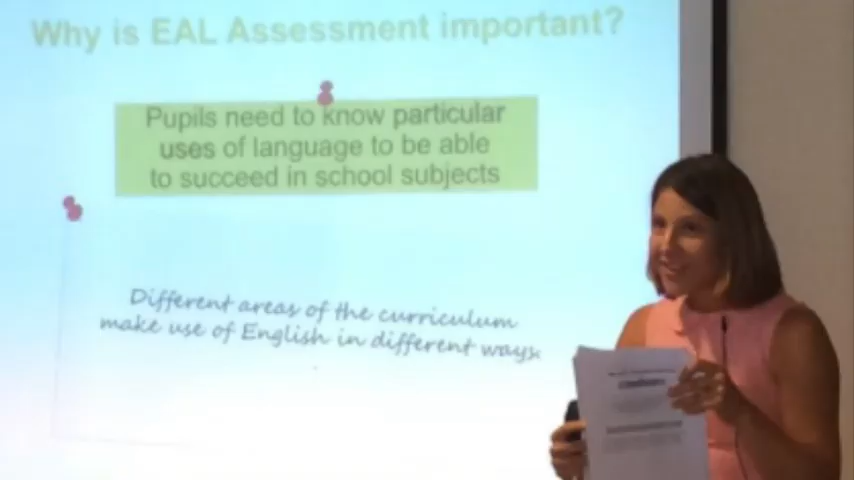 Why is EAL Assessment important?
Pupils need to know particular
uses of language to be able
to succeed in school subjects
Different areas of the curriculum
make use of English in different ways.